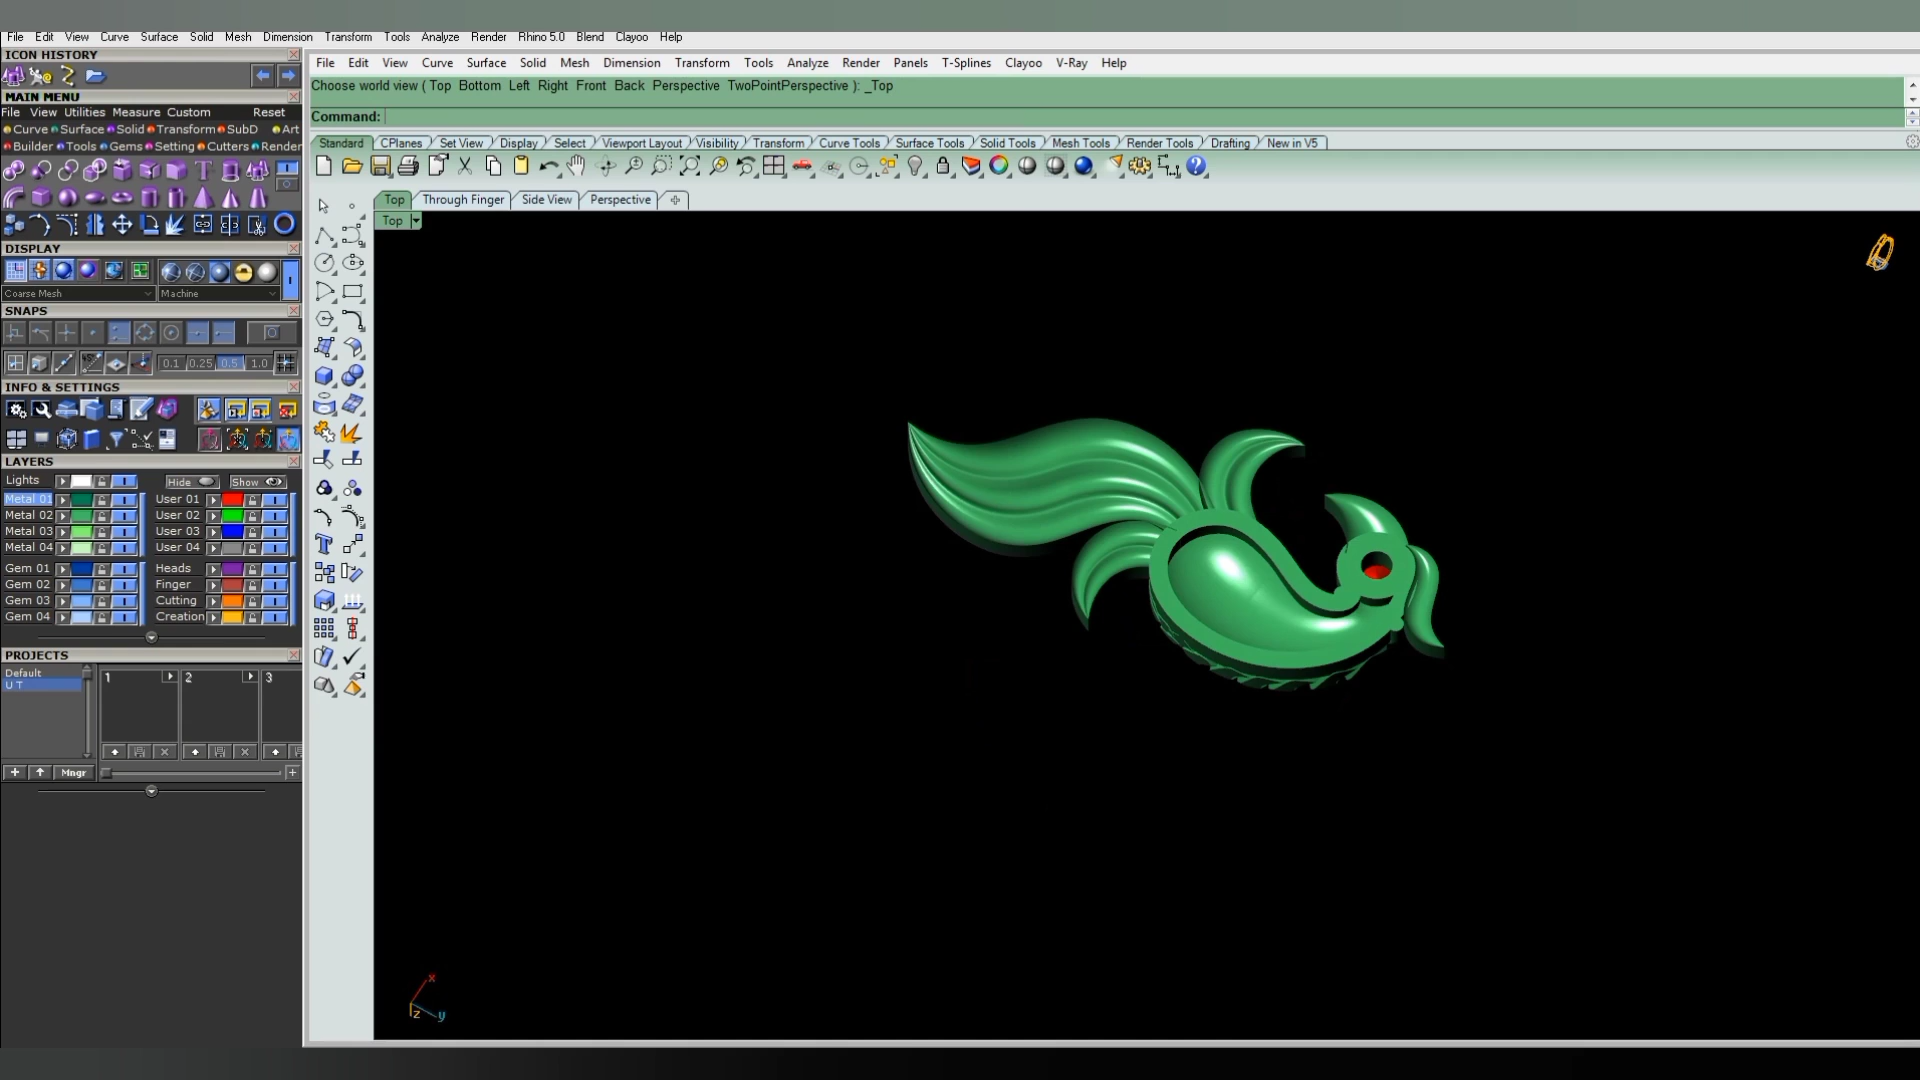 File Edit View Curve Surface Solid Mesh Dimension Transform Tools Analyze Render Rhino 5.0 Blend Clayoo Help
ICON HISTORY
MAIN MENU
File View Utilities Measure Custom Reset
Curve Surface Solid Transform SubD Art
Builder Tools Gems Setting Cutters Render
DISPLAY
Coarse Mesh Machine
SNAPS
0.1 0.25 0.5 1.0
INFO & SETTINGS
LAYERS
Lights Hide Show
Metal 01 User 01
Metal 02 User 02
Metal 03 User 03
Metal 04 User 04
Gem 01 Heads
Gem 02 Finger
Gem 03 Cutting
Gem 04 Creation
PROJECTS
Default
U T
1 2 3
Mngr
File Edit View Curve Surface Solid Mesh Dimension Transform Tools Analyze Render Panels T-Splines Clayoo V-Ray Help
Choose world view ( Top Bottom Left Right Front Back Perspective TwoPointPerspective ): _Top
Command:
Standard CPlanes Set View Display Select Viewport Layout Visibility Transform Curve Tools Surface Tools Solid Tools Mesh Tools Render Tools Drafting New in V5
Top Through Finger Side View Perspective
Top
x
z y